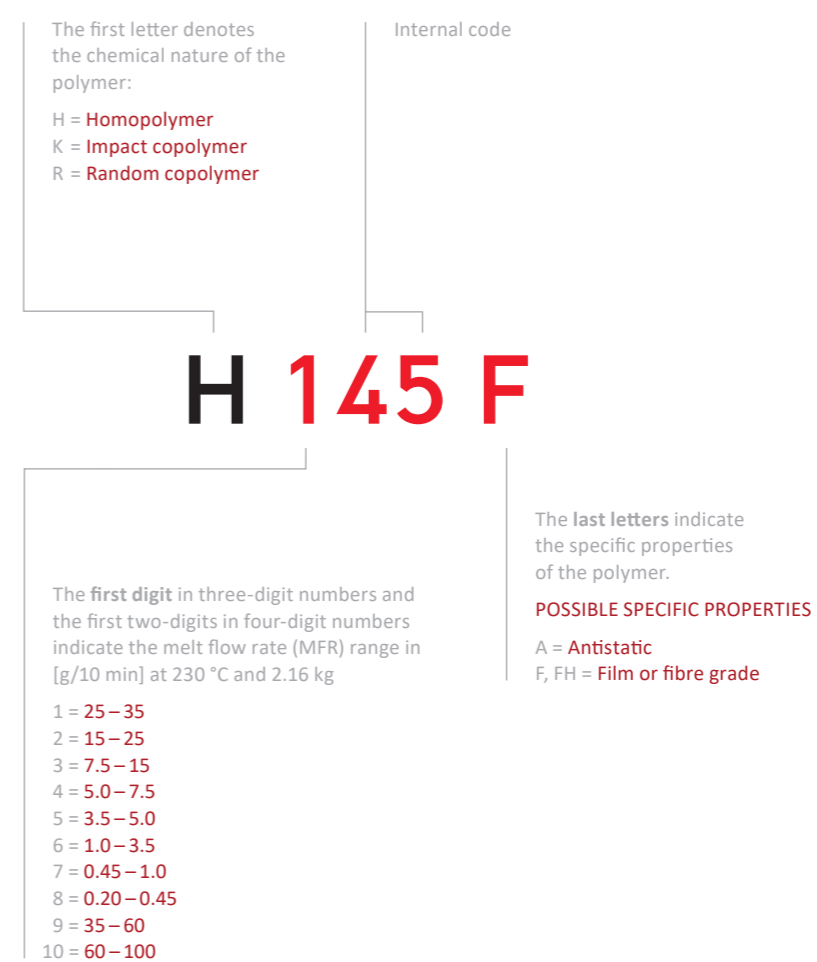 The first letter denotes
the chemical nature of the
polymer:
H = Homopolymer
K = Impact copolymer
R = Random copolymer
Internal code
H 145 F
The first digit in three-digit numbers and
the first two-digits in four-digit numbers
indicate the melt flow rate (MFR) range in
[g/10 min] at 230 °C and 2.16 kg
1 = 25 – 35
2 = 15 – 25
3 = 7.5 – 15
4 = 5.0 – 7.5
5 = 3.5 – 5.0
6 = 1.0 – 3.5
7 = 0.45 – 1.0
8 = 0.20 – 0.45
9 = 35 – 60
10 = 60 – 100
The last letters indicate
the specific properties
of the polymer.
POSSIBLE SPECIFIC PROPERTIES
A = Antistatic
F, FH = Film or fibre grade